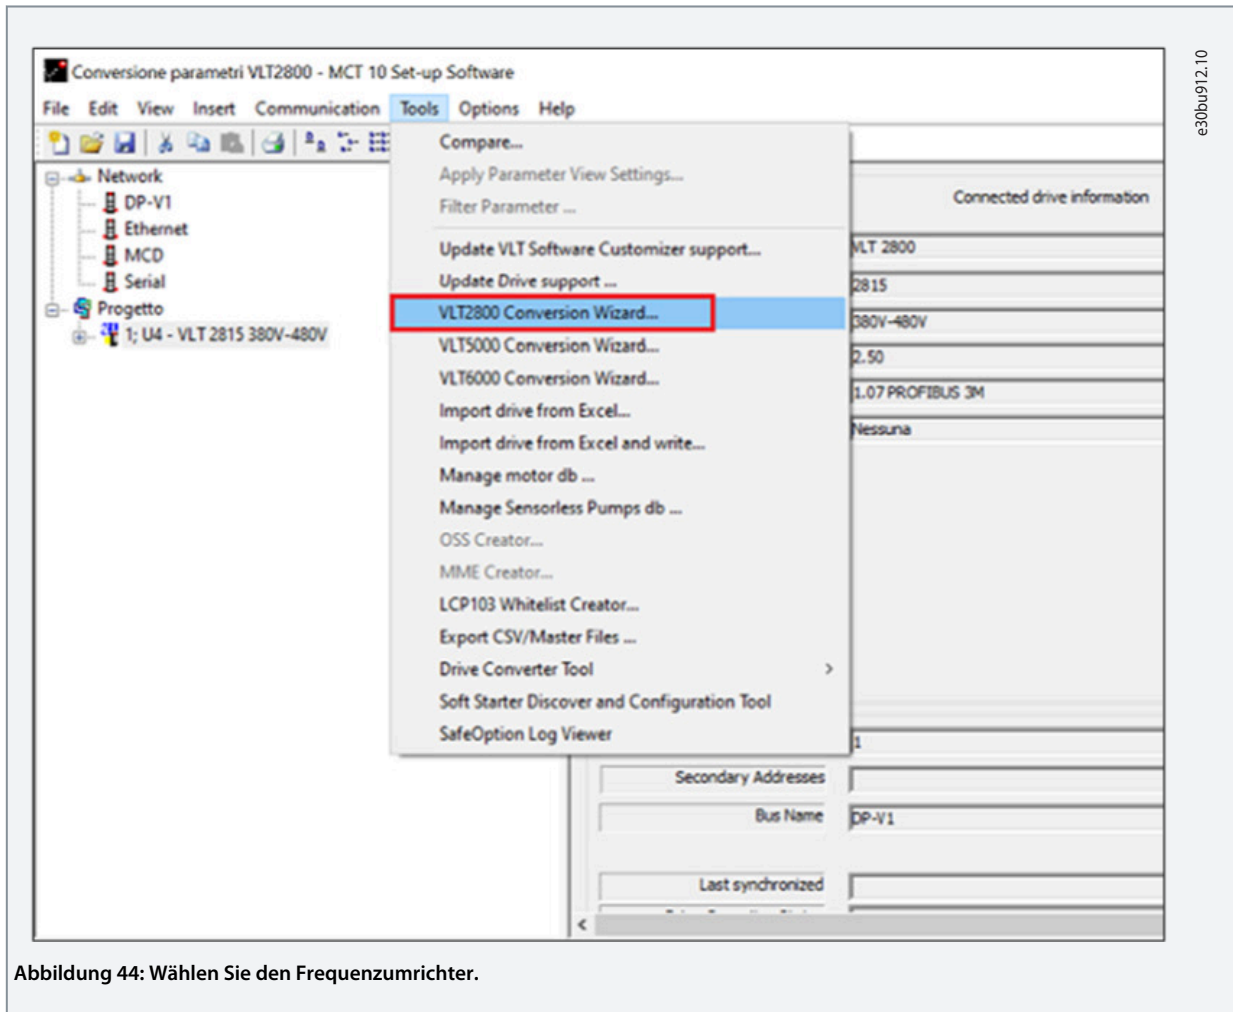 Conversione parametri VLT2800 - MCT 10 Set-up Software
File Edit View Insert Communication Tools Options Help
Network
DP-V1
Ethernet
MCD
Serial
Progetto
1; U4 - VLT 2815 380V-480V
Compare...
Apply Parameter View Settings...
Filter Parameter ...
Update VLT Software Customizer support...
Update Drive support ...
VLT2800 Conversion Wizard...
VLT5000 Conversion Wizard...
VLT6000 Conversion Wizard...
Import drive from Excel...
Import drive from Excel and write...
Manage motor db ...
Manage Sensorless Pumps db ...
OSS Creator...
MME Creator...
LCP103 Whitelist Creator...
Export CSV/Master Files ...
Drive Converter Tool >
Soft Starter Discover and Configuration Tool
SafeOption Log Viewer
Connected drive information
VLT 2800
2815
380V-480V
2.50
1.07 PROFIBUS 3M
Nessuna
1
Secondary Addresses
Bus Name DP-V1
Last synchronized
e30bu912.10
Abbildung 44: Wählen Sie den Frequenzumrichter.